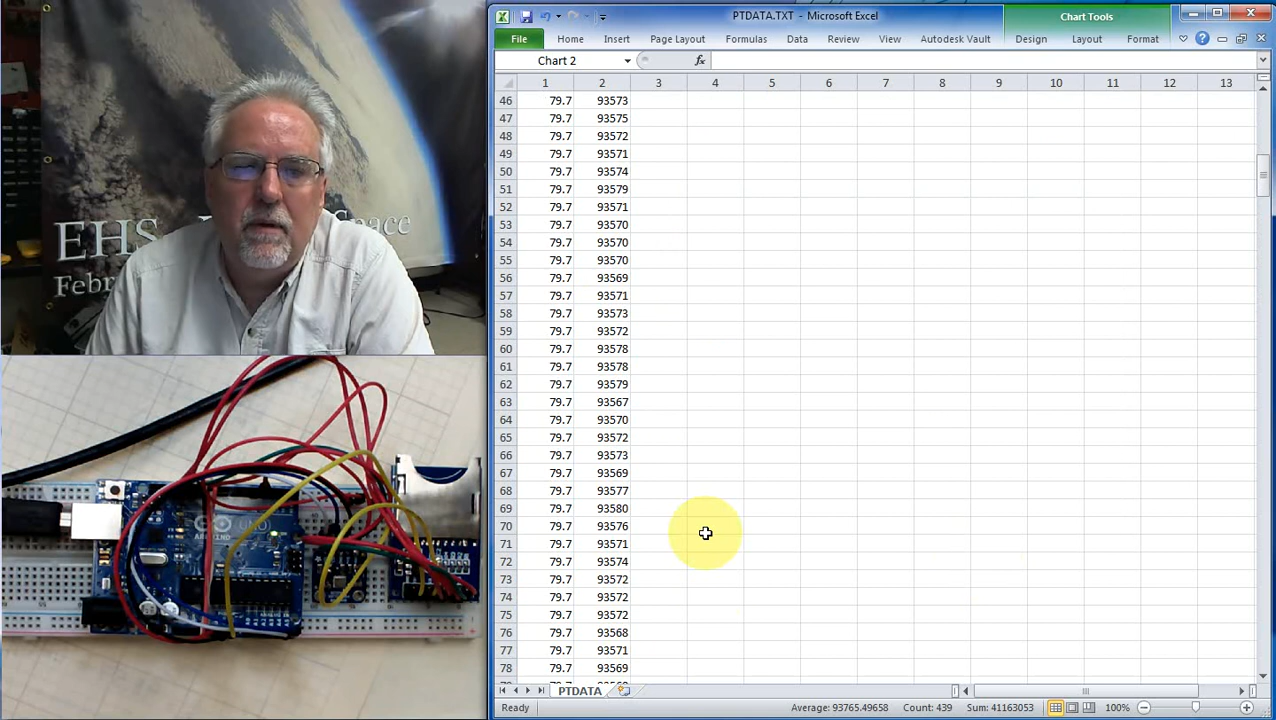 EHS Space
Febr
UNO
ARDUINO
PTDATA.TXT - Microsoft Excel
Chart Tools
File Home Insert Page Layout Formulas Data Review View Autodesk Vault Design Layout Format
Chart 2 fx
1 2 3 4 5 6 7 8 9 10 11 12 13
46 79.7 93573
47 79.7 93575
48 79.7 93572
49 79.7 93571
50 79.7 93574
51 79.7 93579
52 79.7 93571
53 79.7 93570
54 79.7 93570
55 79.7 93570
56 79.7 93569
57 79.7 93571
58 79.7 93573
59 79.7 93572
60 79.7 93578
61 79.7 93578
62 79.7 93579
63 79.7 93567
64 79.7 93570
65 79.7 93572
66 79.7 93573
67 79.7 93569
68 79.7 93577
69 79.7 93580
70 79.7 93576
71 79.7 93571
72 79.7 93574
73 79.7 93572
74 79.7 93572
75 79.7 93572
76 79.7 93568
77 79.7 93571
78 79.7 93569
PTDATA
Ready Average: 93765.49658 Count: 439 Sum: 41163053 100%